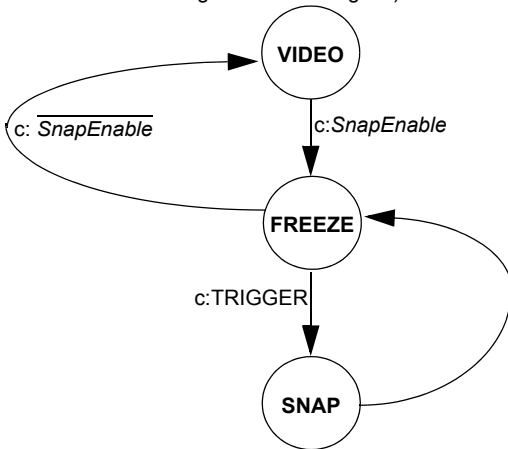 VIDEO
c: SnapEnable
c:SnapEnable
FREEZE
c:TRIGGER
SNAP